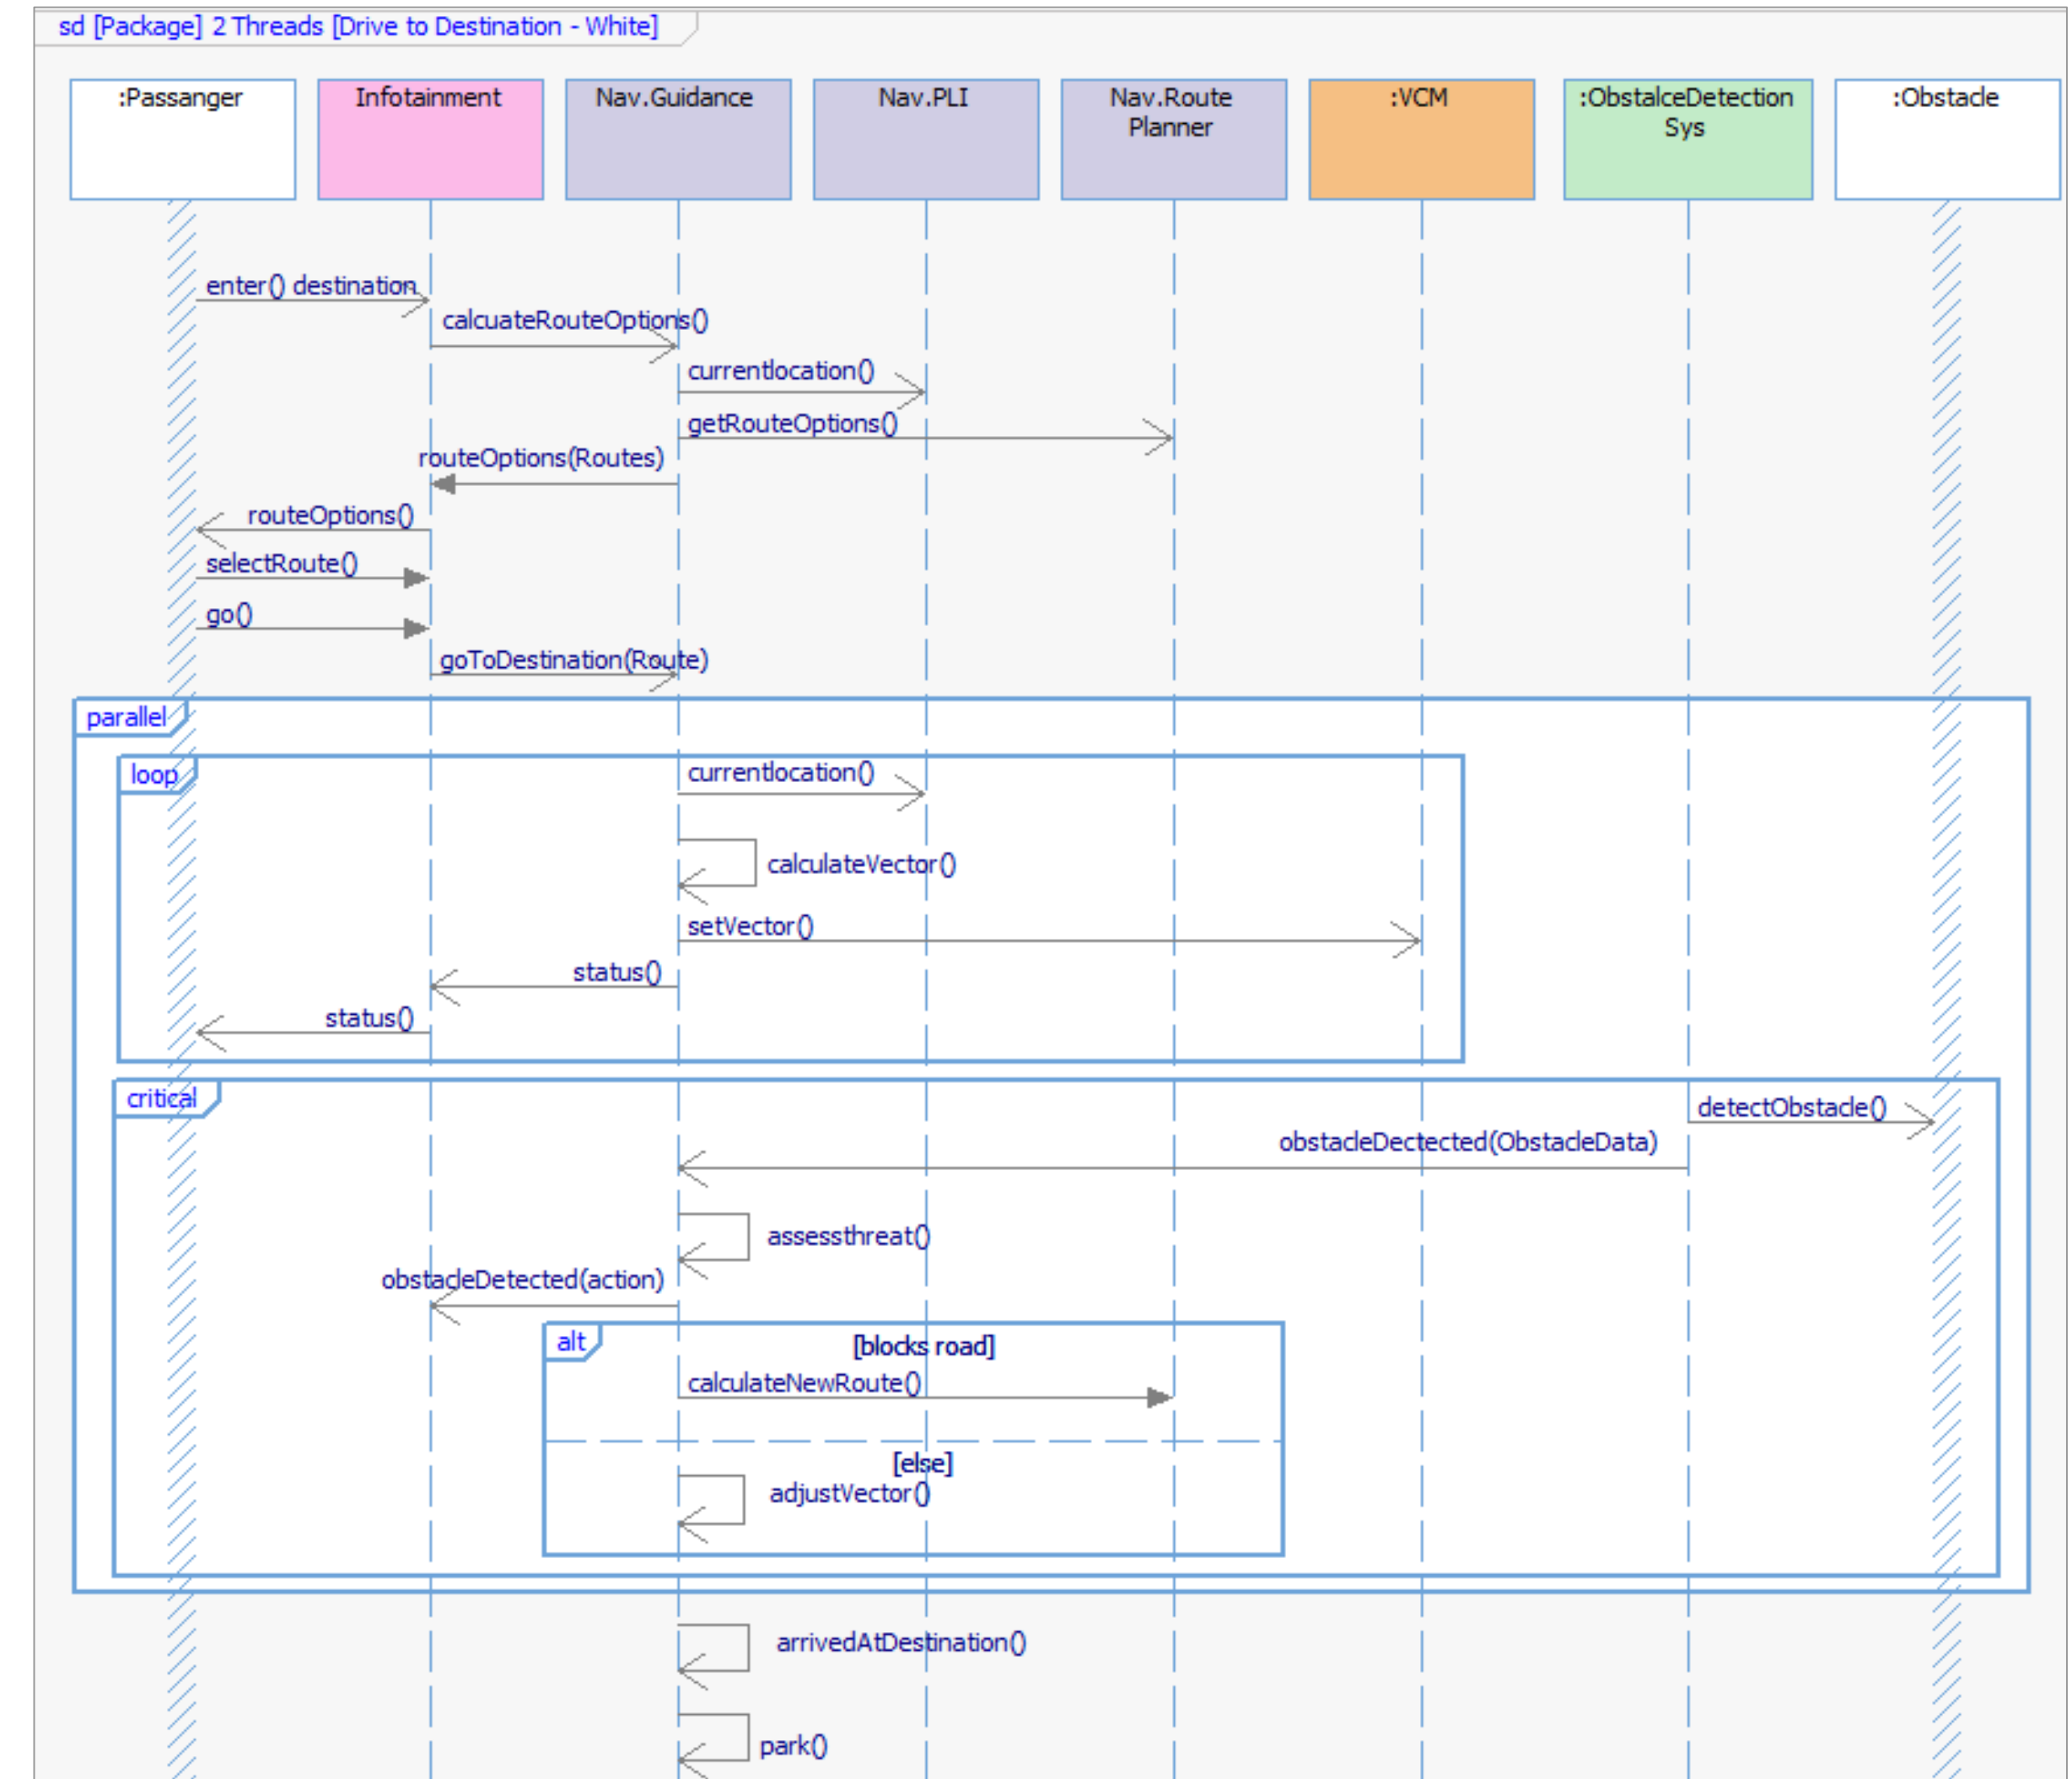 sd [Package] 2 Threads [Drive to Destination - White]
:Passanger
Infotainment
Nav.Guidance
Nav.PLI
Nav.Route
Planner
:VCM
:ObstalceDetection
Sys
:Obstacle
enter() destination
calcuateRouteOptions()
currentlocation()
getRouteOptions()
routeOptions(Routes)
routeOptions()
selectRoute()
go()
goToDestination(Route)
parallel
loop
currentlocation()
calculateVector()
setVector()
status()
status()
critical
detectObstacle()
obstacleDectected(ObstacleData)
assessthreat()
obstacleDetected(action)
alt
[blocks road]
calculateNewRoute()
[else]
adjustVector()
arrivedAtDestination()
park()